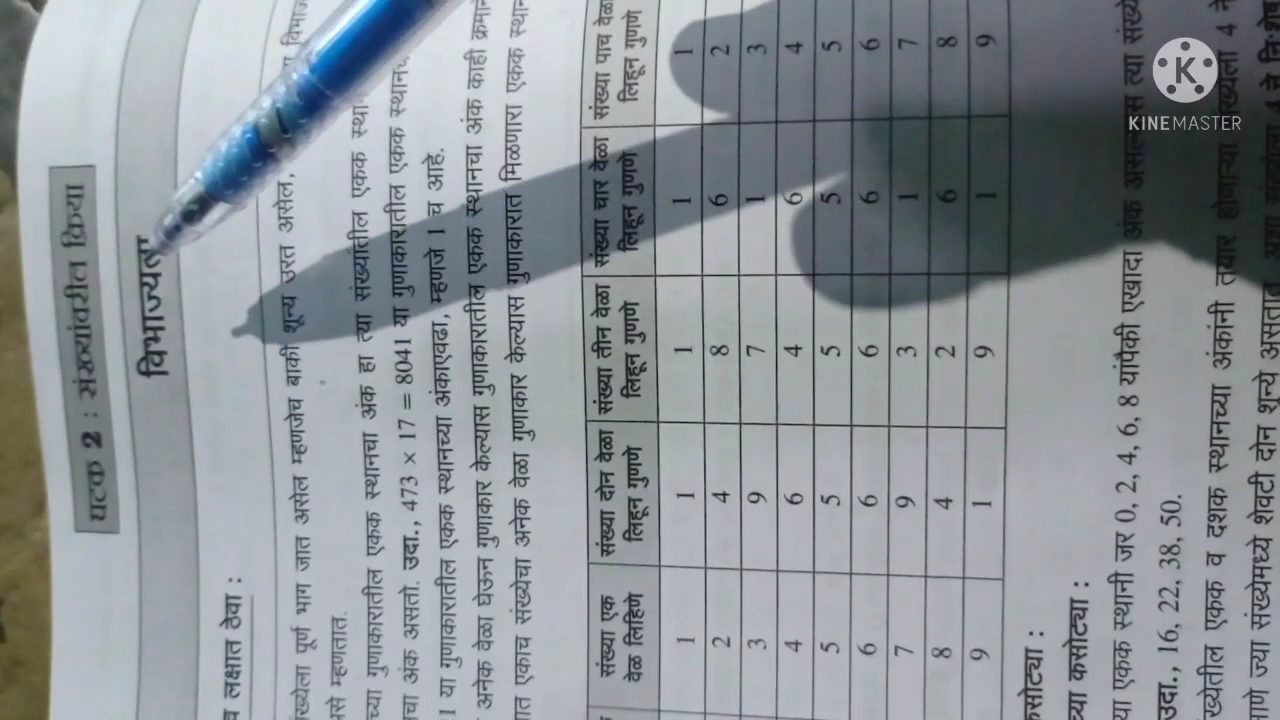 घटक 2 : संख्यांवरील क्रिया
विभाज्यता
लक्षात ठेवा :
पूर्ण भाग जात असेल म्हणजेच बाकी शून्य उरत असेल,
म्हणतात.
गुणाकारातील एकक स्थानचा अंक हा त्या संख्यांतील एकक
अंक असतो. उदा., 473 × 17 = 8041 या गुणाकारातील एकक
1 या गुणाकारातील एकक स्थानच्या अंकाएवढा, म्हणजे 1 च आहे.
अनेक वेळा घेऊन गुणाकार केल्यास गुणाकारातील एकक स्थानचा अंक काही
एकाच संख्येचा अनेक वेळा गुणाकार केल्यास गुणाकारात मिळणारा एकक
संख्या एक वेळ लिहिणे संख्या दोन वेळा लिहून गुणणे संख्या तीन वेळा लिहून गुणणे संख्या चार वेळा लिहून गुणणे संख्या पाच वेळा लिहून गुणणे
1 1 1 1 1
2 4 8 6 2
3 9 7 1 3
4 6 4 6 4
5 5 5 5 5
6 6 6 6 6
7 9 3 1 7
8 4 2 6 8
9 1 9 1 9
कसोट्या :
कसोट्या :
एकक स्थानी जर 0, 2, 4, 6, 8 यांपैकी एखादा अंक असल्यास त्या
उदा., 16, 22, 38, 50.
एकक व दशक स्थानच्या अंकांनी तयार होणाऱ्या संख्येला 4 ने
ज्या संख्येमध्ये शेवटी दोन शून्ये असतात
KINEMASTER